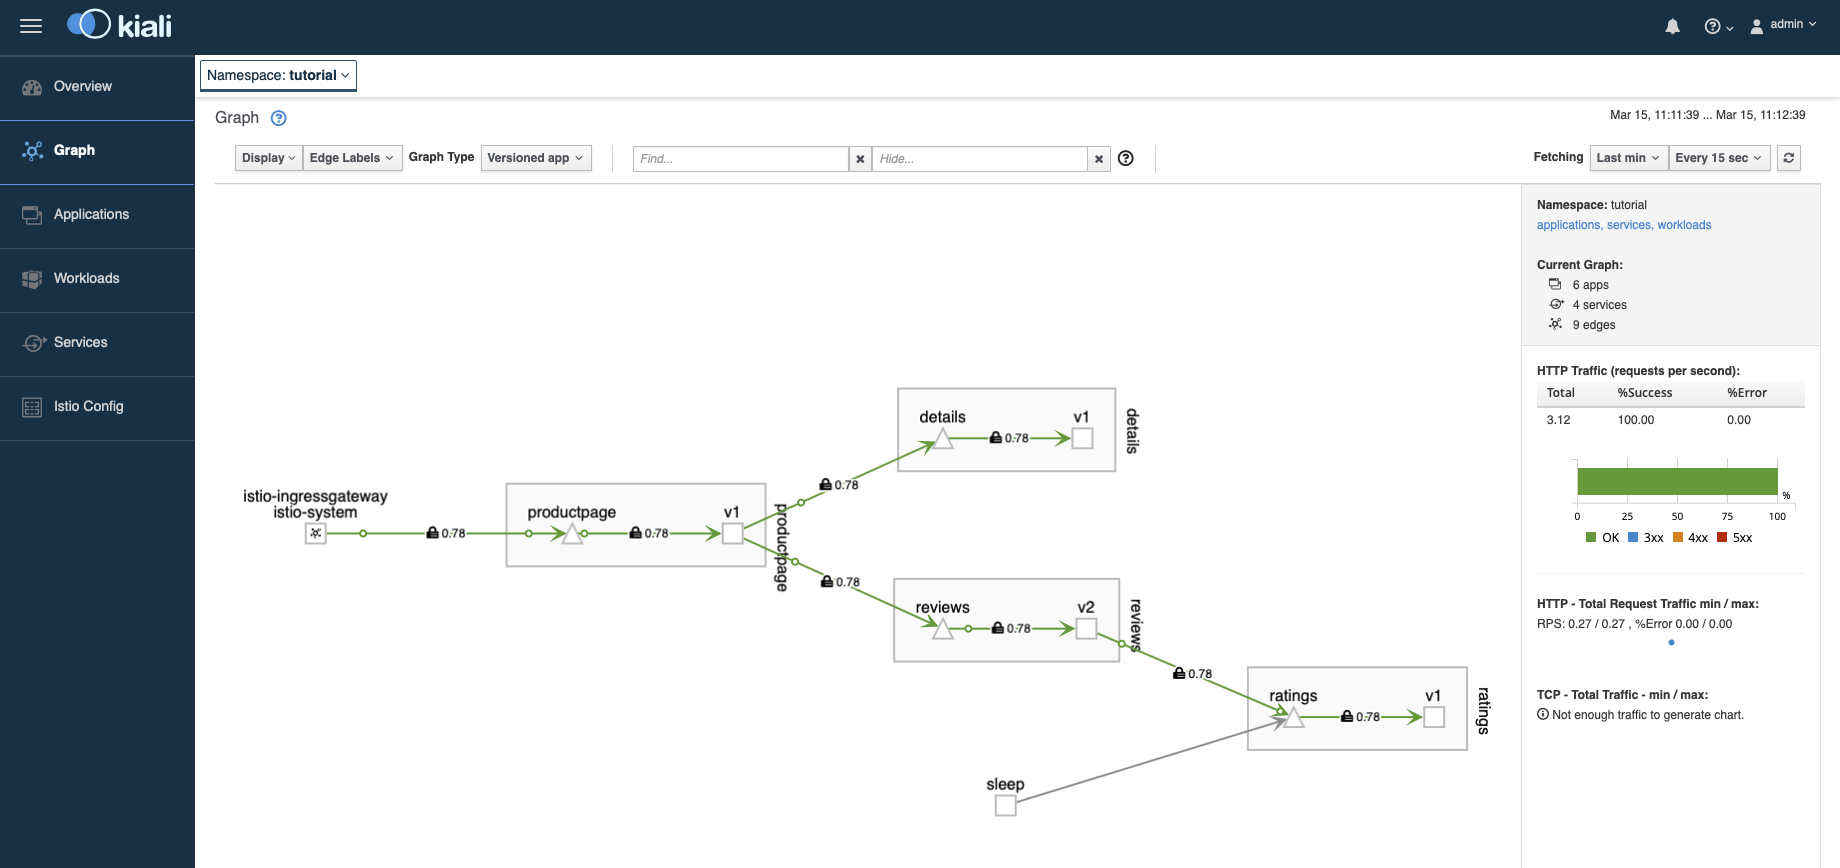 kiali
admin
Overview
Graph
Applications
Workloads
Services
Istio Config
Namespace: tutorial
Graph
Mar 15, 11:11:39 ... Mar 15, 11:12:39
Display
Edge Labels
Graph Type
Versioned app
Find...
Hide...
Fetching
Last min
Every 15 sec
istio-ingressgateway
istio-system
0.78
productpage
0.78
v1
productpage
0.78
details
0.78
v1
details
0.78
reviews
0.78
v2
reviews
0.78
ratings
0.78
v1
ratings
sleep
Namespace: tutorial
applications, services, workloads
Current Graph:
6 apps
4 services
9 edges
HTTP Traffic (requests per second):
Total %Success %Error
3.12 100.00 0.00
%
0 25 50 75 100
OK 3xx 4xx 5xx
HTTP - Total Request Traffic min / max:
RPS: 0.27 / 0.27 , %Error 0.00 / 0.00
TCP - Total Traffic - min / max:
Not enough traffic to generate chart.